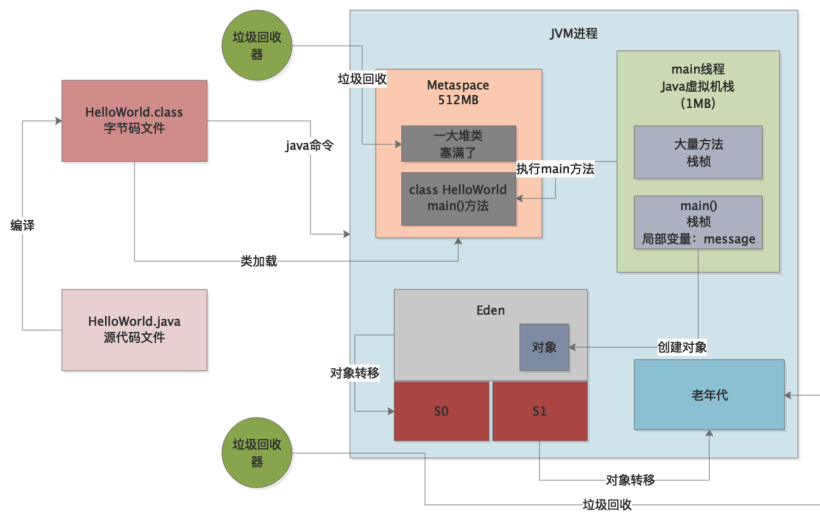 JVM进程
垃圾回收
器
垃圾回收
Metaspace
512MB
一大堆类
塞满了
class HelloWorld
main()方法
main线程
Java虚拟机栈
（1MB）
大量方法
栈桢
main()
栈桢
局部变量：message
执行main方法
HelloWorld.class
字节码文件
java命令
编译
类加载
HelloWorld.java
源代码文件
Eden
对象
创建对象
对象转移
S0
S1
老年代
垃圾回收
器
对象转移
垃圾回收